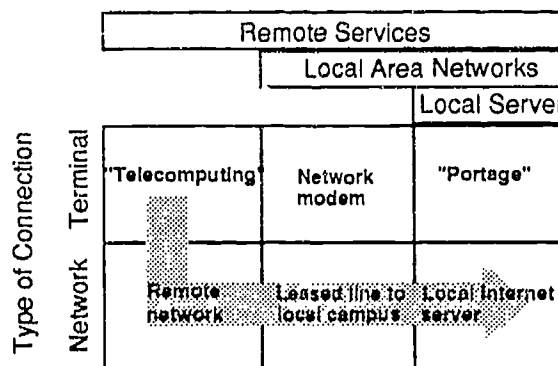 Remote Services
Local Area Networks
Local Server
Type of Connection
Terminal
"Telecomputing"
Network
modem
"Portage"
Network
Remote
network
Leased line to
local campus
Local Internet
server